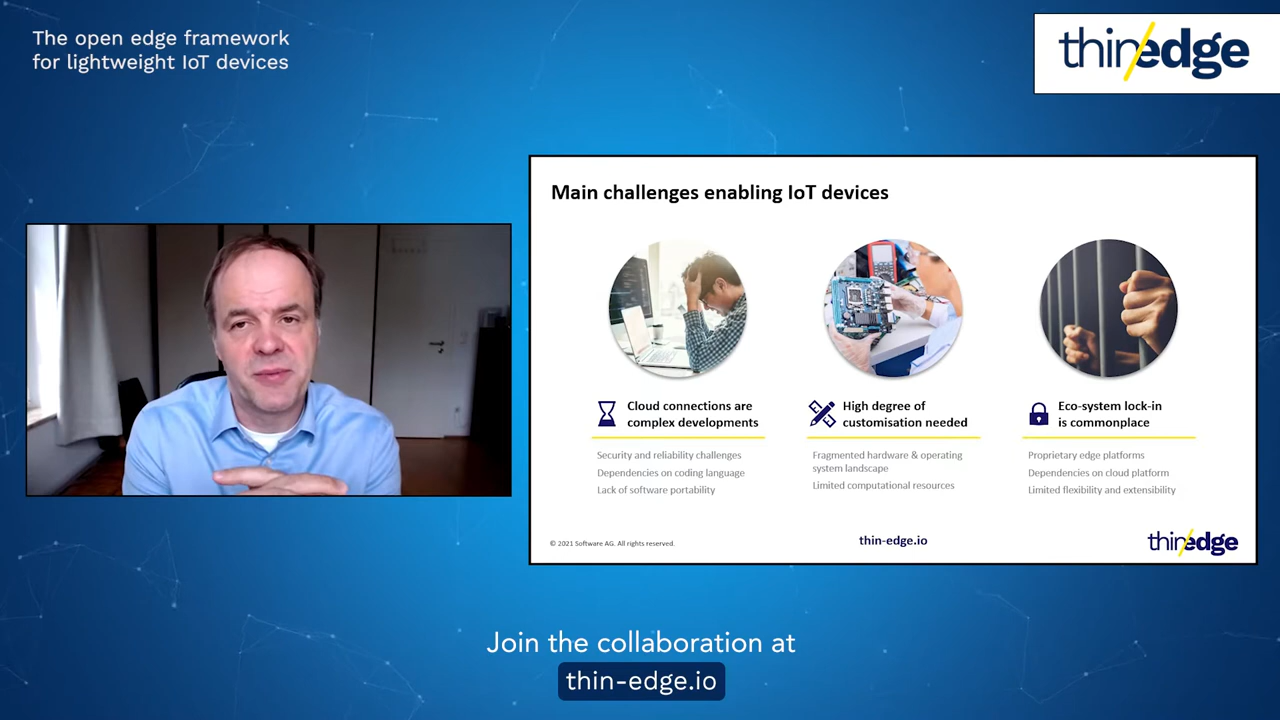 The open edge framework
for lightweight IoT devices
thin/edge
Main challenges enabling IoT devices
Cloud connections are
complex developments
Security and reliability challenges
Dependencies on coding language
Lack of software portability
High degree of
customisation needed
Fragmented hardware & operating
system landscape
Limited computational resources
Eco-system lock-in
is commonplace
Proprietary edge platforms
Dependencies on cloud platform
Limited flexibility and extensibility
© 2021 Software AG. All rights reserved.
thin-edge.io
thin/edge
Join the collaboration at
thin-edge.io